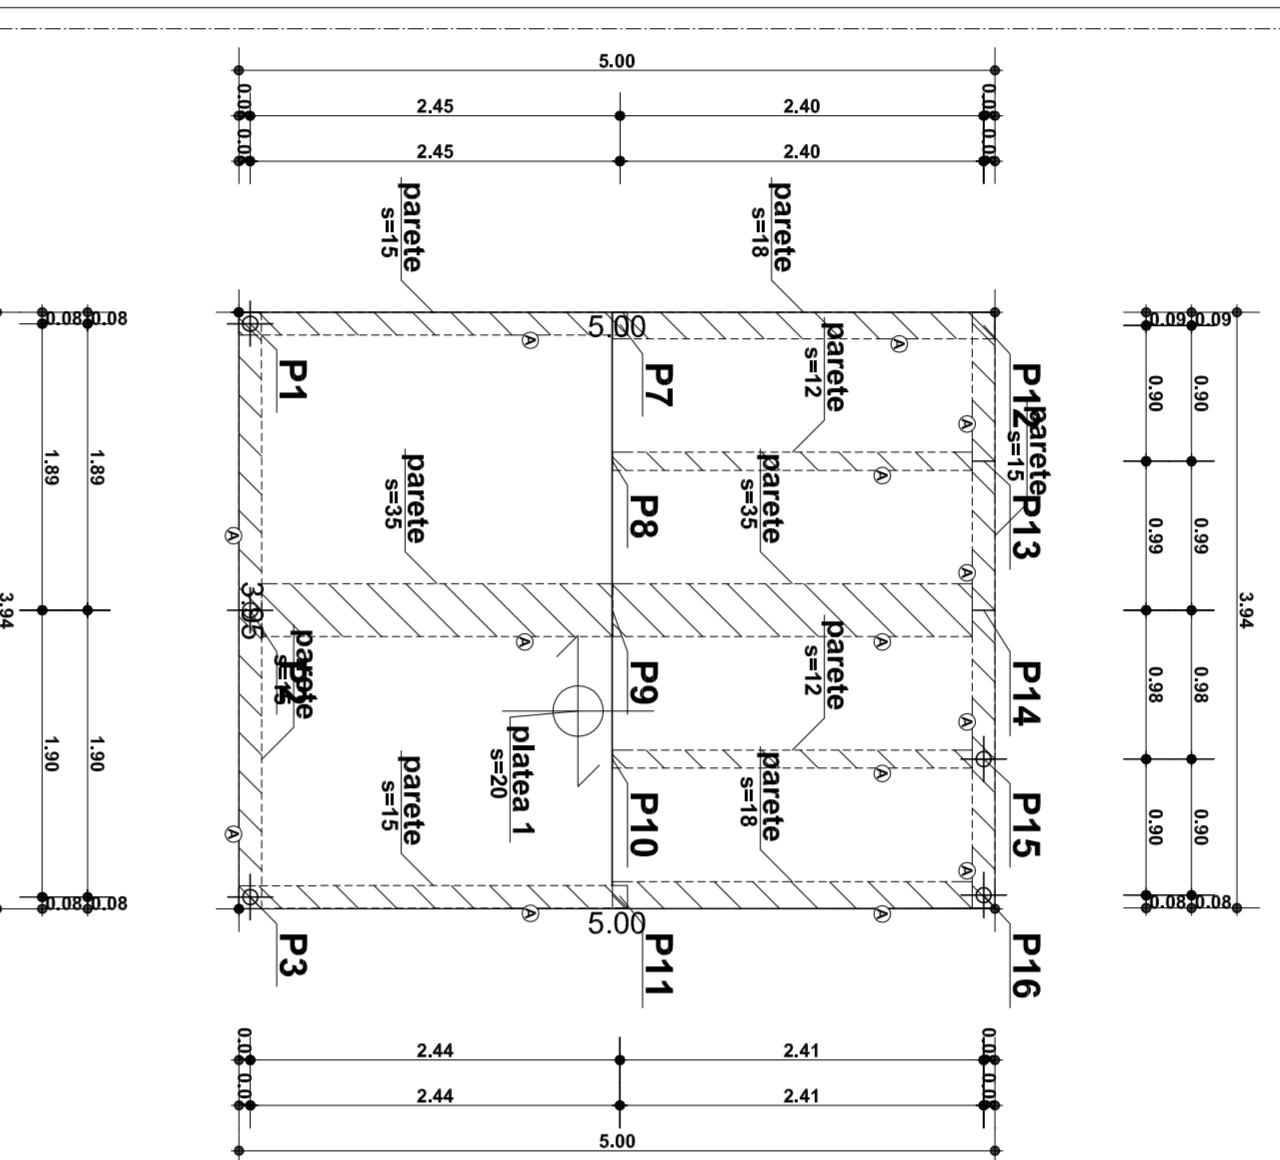 5.00
2.45
2.40
2.45
2.40
parete
s=15
parete
s=18
0.08
0.08
0.09
0.09
5.00
A
A
P1
P7
parete
s=12
P12
parete
s=15
0.90
0.90
A
1.89
1.89
parete
s=35
parete
s=35
A
P8
P13
A
0.99
0.99
A
3.95
3.94
3.94
A
A
parete
s=15
P2
P9
parete
s=12
P14
0.98
0.98
A
platea 1
s=20
1.90
1.90
parete
s=15
parete
s=18
A
P10
P15
0.90
0.90
A
A
0.08
0.08
0.08
0.08
A
5.00
A
P3
P11
P16
2.44
2.41
2.44
2.41
5.00